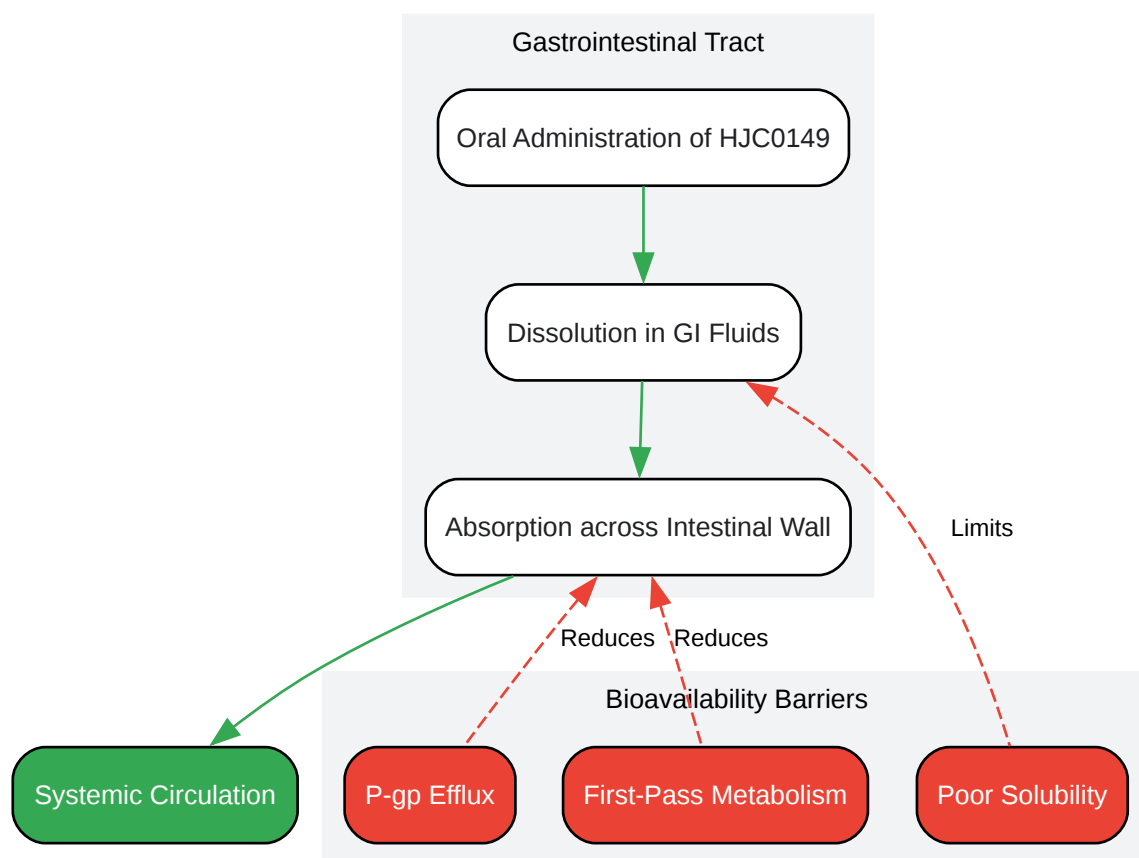 Gastrointestinal Tract
Oral Administration of HJC0149
Dissolution in GI Fluids
Absorption across Intestinal Wall
Limits
Reduces
Reduces
Bioavailability Barriers
Systemic Circulation
P-gp Efflux
First-Pass Metabolism
Poor Solubility